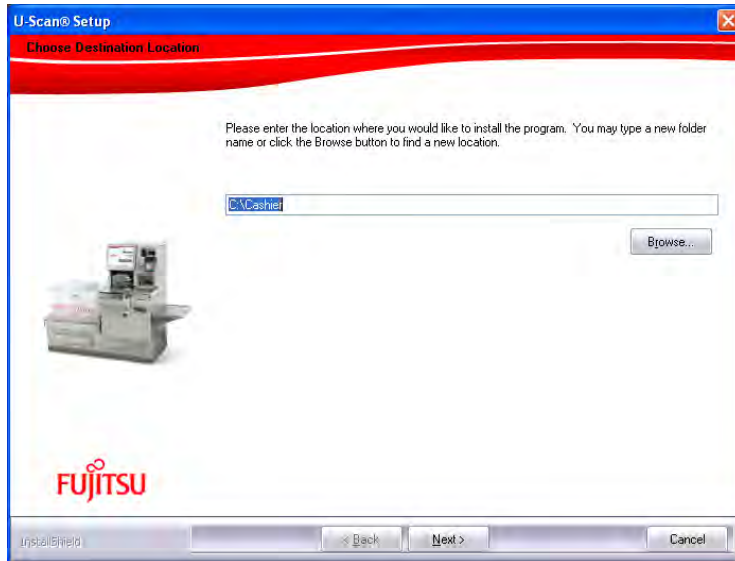 U-Scan® Setup
Choose Destination Location
Please enter the location where you would like to install the program. You may type a new folder
name or click the Browse button to find a new location.
C:\Cashier
Browse...
FUJITSU
InstallShield
< Back
Next >
Cancel